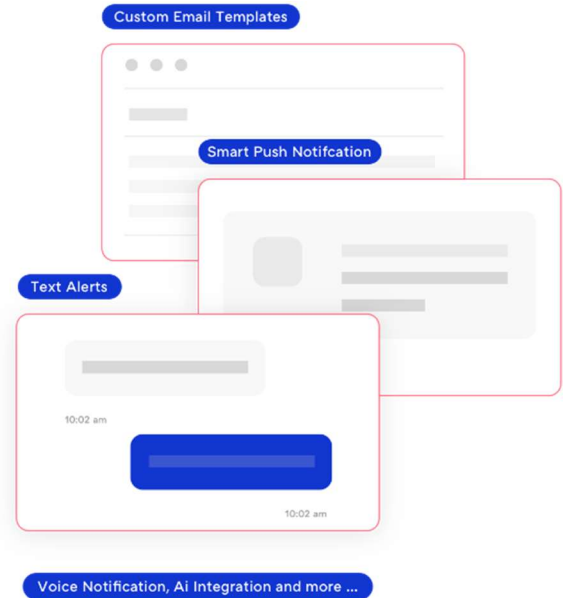 Custom Email Templates
Smart Push Notifcation
Text Alerts
10:02 am
10:02 am
Voice Notification, Ai Integration and more ...